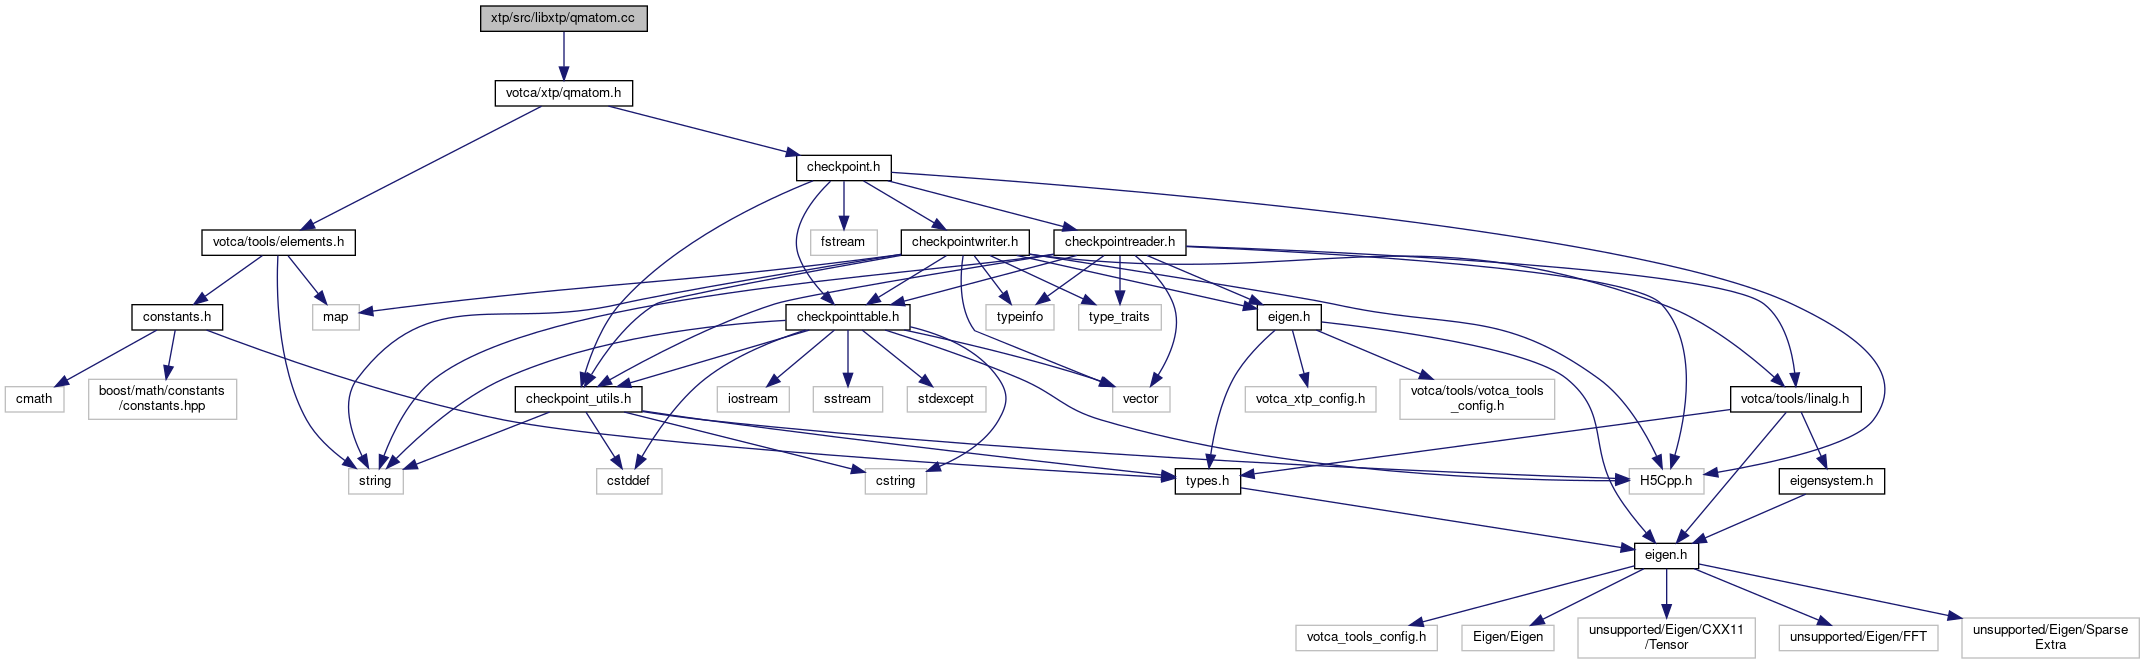 xtp/src/libxtp/qmatom.cc
votca/xtp/qmatom.h
checkpoint.h
votca/tools/elements.h
fstream
checkpointwriter.h
checkpointreader.h
constants.h
map
checkpointtable.h
typeinfo
type_traits
eigen.h
cmath
boost/math/constants
/constants.hpp
checkpoint_utils.h
iostream
sstream
stdexcept
vector
votca_xtp_config.h
votca/tools/votca_tools
_config.h
votca/tools/linalg.h
string
cstddef
cstring
types.h
H5Cpp.h
eigensystem.h
eigen.h
votca_tools_config.h
Eigen/Eigen
unsupported/Eigen/CXX11
/Tensor
unsupported/Eigen/FFT
unsupported/Eigen/Sparse
Extra